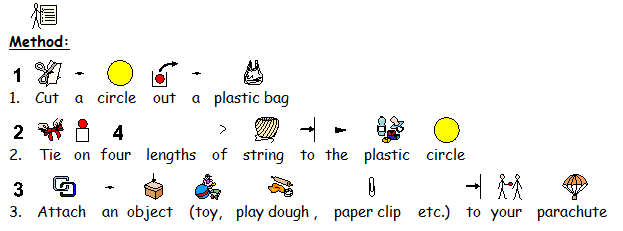 Method:
1
1. Cut a circle out a plastic bag
2 4
2. Tie on four lengths of string to the plastic circle
3
3. Attach an object (toy, play dough , paper clip etc.) to your parachute